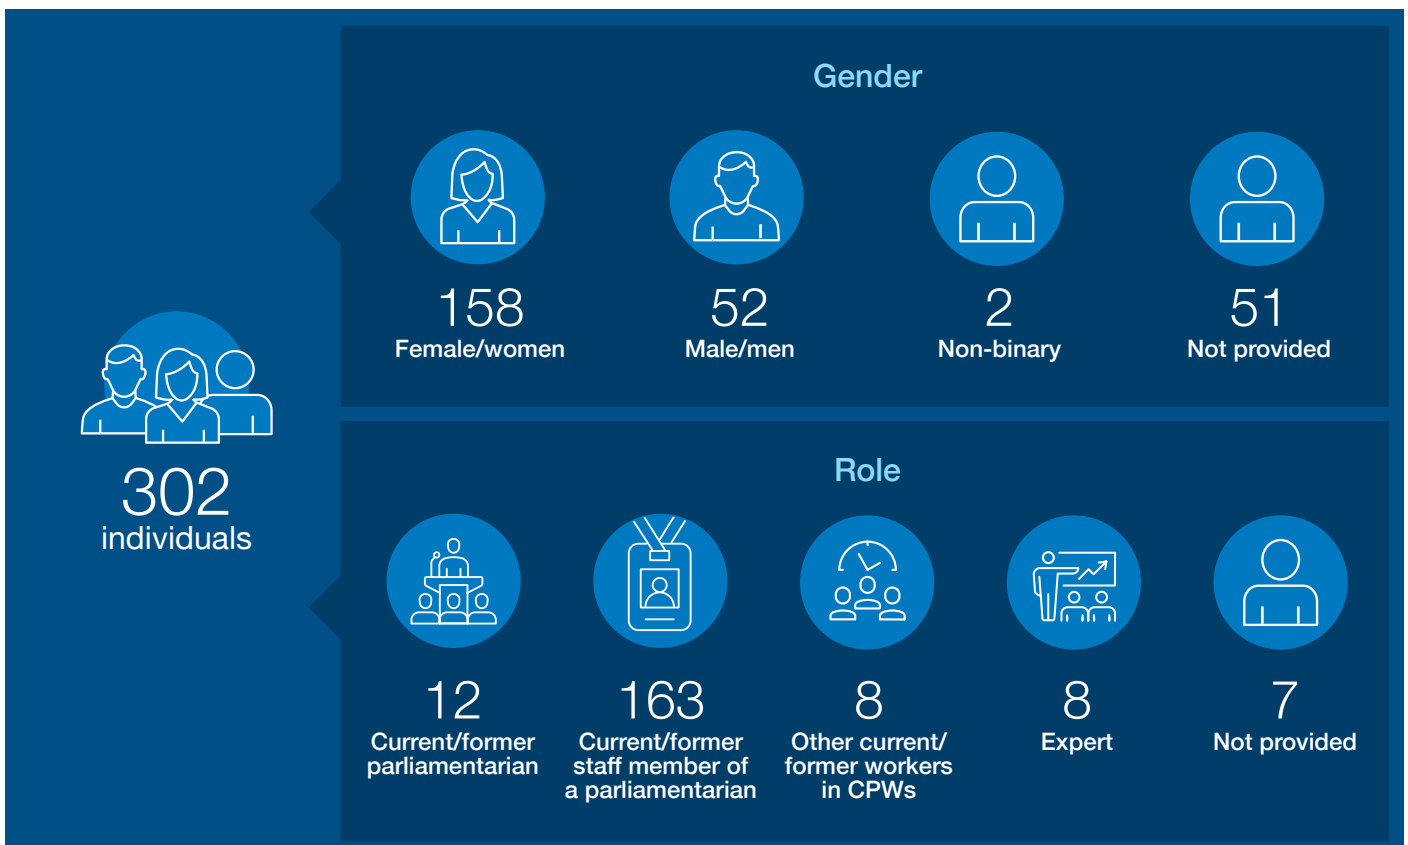 302
individuals
Gender
158
Female/women
52
Male/men
2
Non-binary
51
Not provided
Role
12
Current/former
parliamentarian
163
Current/former
staff member of
a parliamentarian
8
Other current/
former workers
in CPWs
8
Expert
7
Not provided